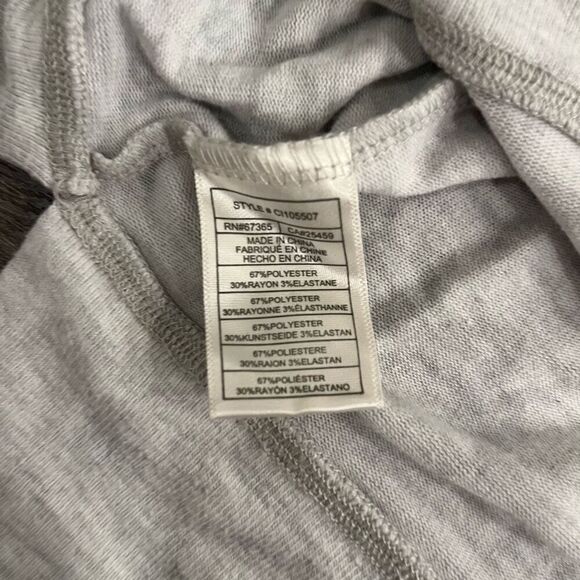 STYLE # CI105507
RN#67365 CA#25459
MADE IN CHINA
FABRIQUÉ EN CHINE
HECHO EN CHINA
67%POLYESTER
30%RAYON 3%ELASTANE
67%POLYESTER
30%RAYONNE 3%ÉLASTHANNE
67%POLYESTER
30%KUNSTSEIDE 3%ELASTAN
67%POLIESTERE
30%RAION 3%ELASTAN
67%POLIÉSTER
30%RAYÓN 3%ELASTANO